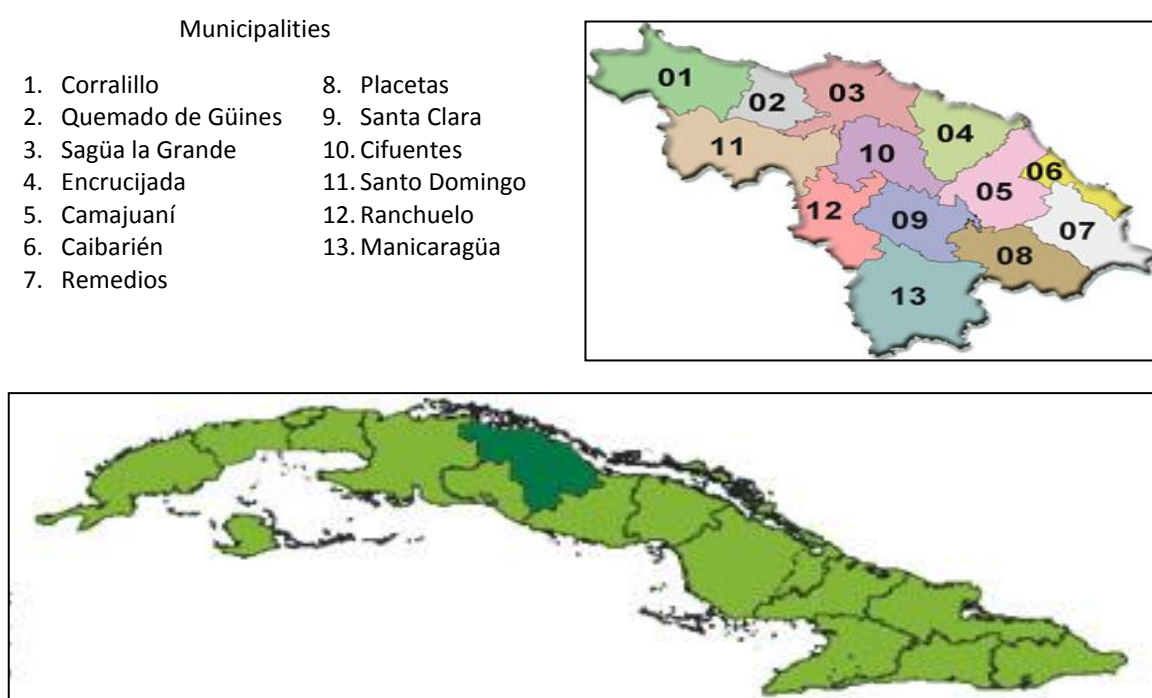 Municipalities
1. Corralillo
2. Quemado de Güines
3. Sagüa la Grande
4. Encrucijada
5. Camajuaní
6. Caibarién
7. Remedios
8. Placetas
9. Santa Clara
10. Cifuentes
11. Santo Domingo
12. Ranchuelo
13. Manicaragüa
01
02
03
04
11
10
05
06
12
09
07
08
13